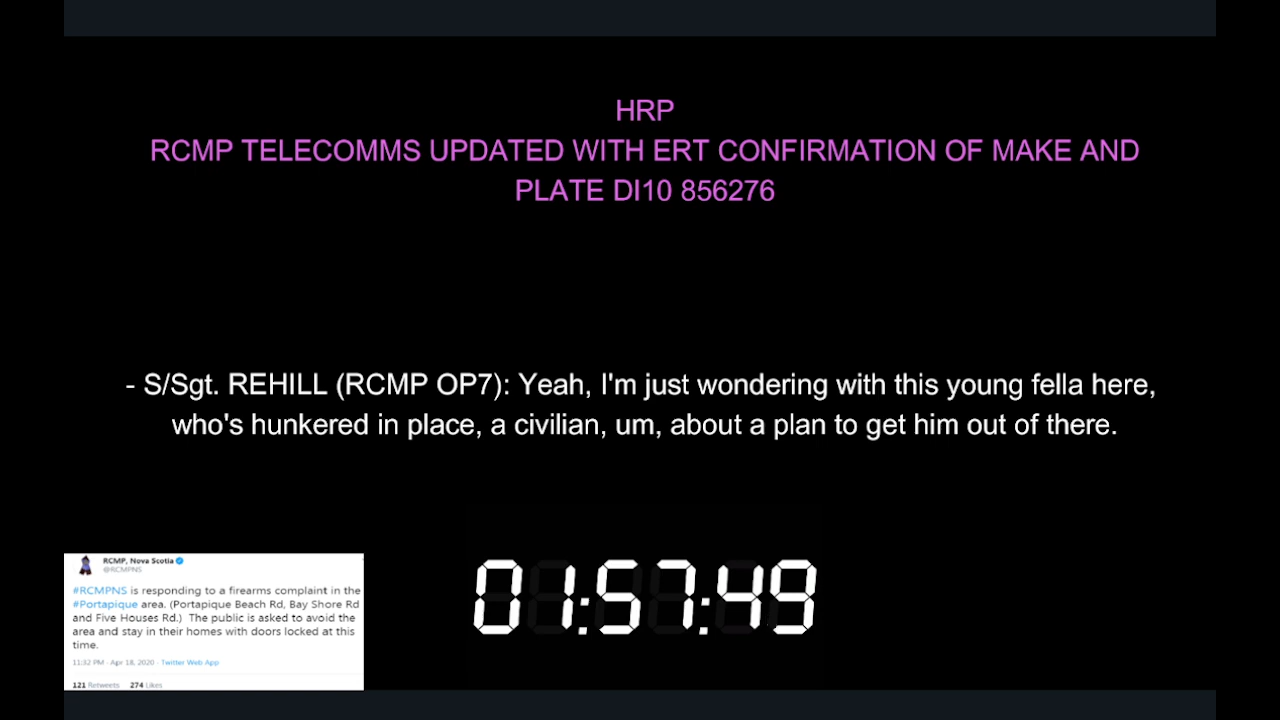 HRP
RCMP TELECOMMS UPDATED WITH ERT CONFIRMATION OF MAKE AND
PLATE DI10 856276
- S/Sgt. REHILL (RCMP OP7): Yeah, I'm just wondering with this young fella here,
who's hunkered in place, a civilian, um, about a plan to get him out of there.
RCMP, Nova Scotia
@RCMPNS
#RCMPNS is responding to a firearms complaint in the
#Portapique area. (Portapique Beach Rd, Bay Shore Rd
and Five Houses Rd.) The public is asked to avoid the
area and stay in their homes with doors locked at this
time.
11:32 PM - Apr 18, 2020 - Twitter Web App
121 Retweets 274 Likes
01:57:49